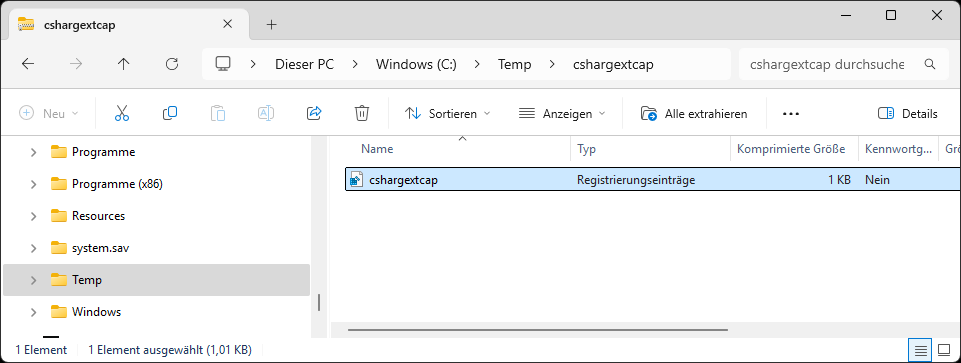 cshargextcap
Dieser PC > Windows (C:) > Temp > cshargextcap
cshargextcap durchsuche
Neu
Sortieren
Anzeigen
Alle extrahieren
Details
Programme
Programme (x86)
Resources
system.sav
Temp
Windows
Name Typ Komprimierte Größe Kennwortg... Grö
cshargextcap Registrierungseinträge 1 KB Nein
1 Element 1 Element ausgewählt (1,01 KB)